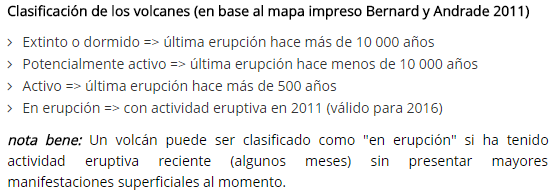 Clasificación de los volcanes (en base al mapa impreso Bernard y Andrade 2011)
> Extinto o dormido => última erupción hace más de 10 000 años
> Potencialmente activo => última erupción hace menos de 10 000 años
> Activo => última erupción hace más de 500 años
> En erupción => con actividad eruptiva en 2011 (válido para 2016)
nota bene: Un volcán puede ser clasificado como "en erupción" si ha tenido
actividad eruptiva reciente (algunos meses) sin presentar mayores
manifestaciones superficiales al momento.